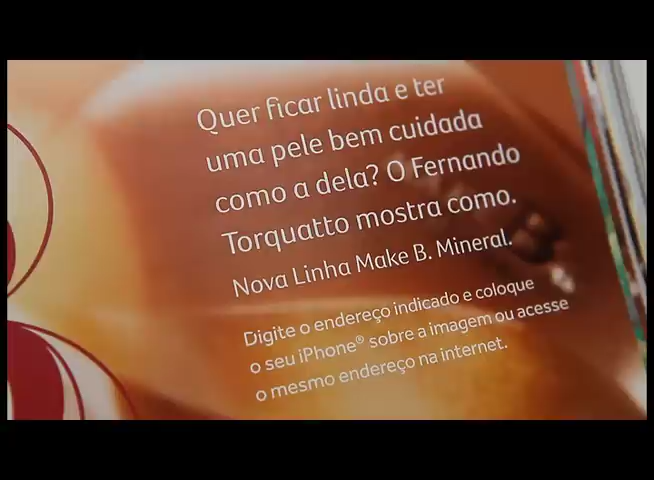 Quer ficar linda e ter
uma pele bem cuidada
como a dela? O Fernando
Torquatto mostra como.
Nova Linha Make B. Mineral.
Digite o endereço indicado e coloque
o seu iPhone® sobre a imagem ou acesse
o mesmo endereço na internet.